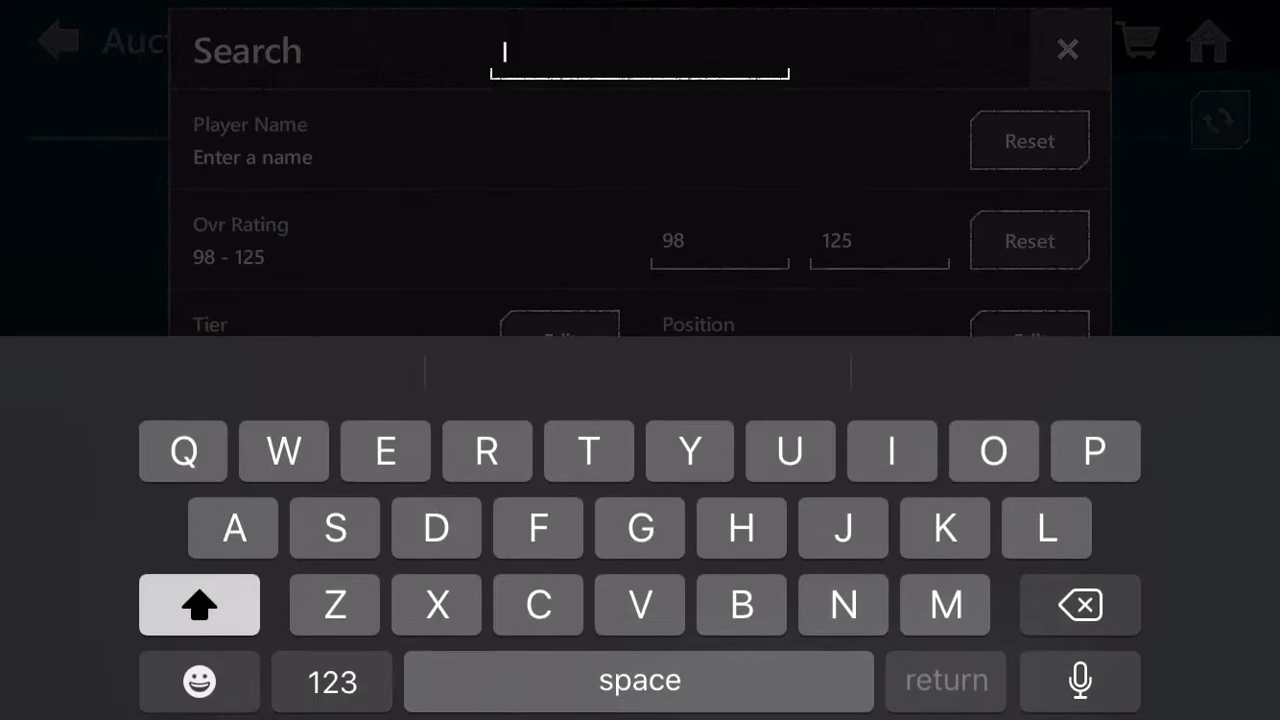 Auc
Search
Player Name
Enter a name
Reset
Ovr Rating
98 - 125
98
125
Reset
Tier
Position
Q W E R T Y U I O P
A S D F G H J K L
Z X C V B N M
123
space
return